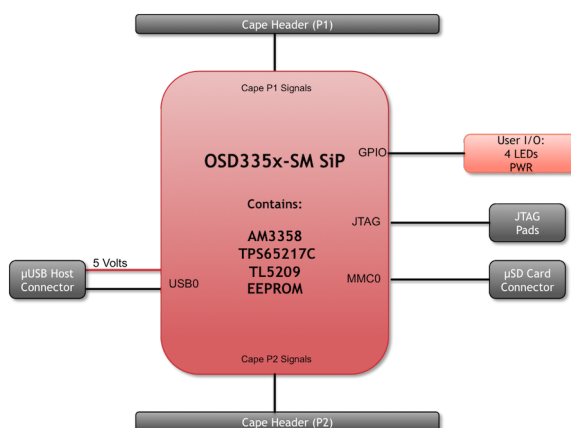 Cape Header (P1)
Cape P1 Signals
OSD335x-SM SiP
GPIO
User I/O:
4 LEDs
PWR
Contains:
AM3358
TPS65217C
TL5209
EEPROM
JTAG
JTAG
Pads
5 Volts
µUSB Host
Connector
USB0
MMC0
µSD Card
Connector
Cape P2 Signals
Cape Header (P2)